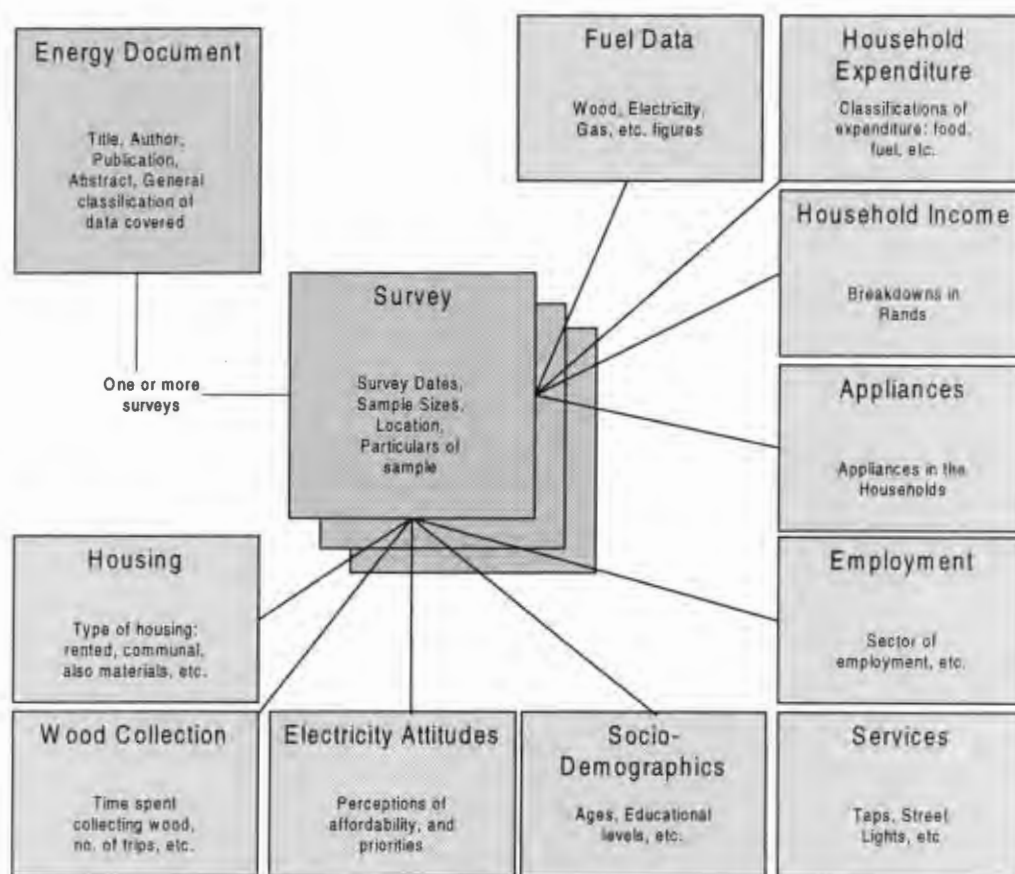 Energy Document
Title, Author,
Publication,
Abstract, General
classification of
data covered
Fuel Data
Wood, Electricity,
Gas, etc. figures
Household
Expenditure
Classifications of
expenditure: food,
fuel, etc.
Household Income
Breakdowns in
Rands
Survey
Survey Dates,
Sample Sizes,
Location,
Particulars of
sample
One or more
surveys
Appliances
Appliances in the
Households
Housing
Type of housing:
rented, communal,
also materials, etc.
Employment
Sector of
employment, etc.
Wood Collection
Time spent
collecting wood,
no. of trips, etc.
Electricity Attitudes
Perceptions of
affordability, and
priorities
Socio-
Demographics
Ages, Educational
levels, etc.
Services
Taps, Street
Lights, etc